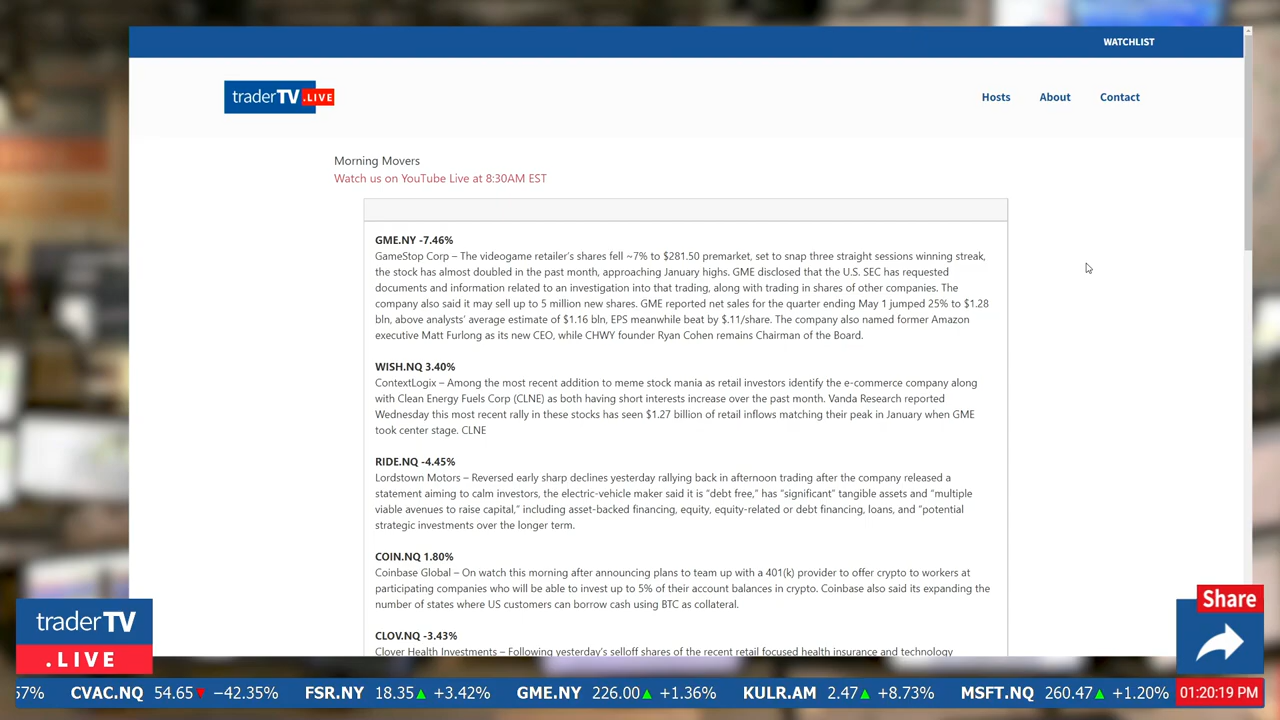 WATCHLIST
traderTV.LIVE
Hosts About Contact
Morning Movers
Watch us on YouTube Live at 8:30AM EST
GME.NY -7.46%
GameStop Corp – The videogame retailer's shares fell ~7% to $281.50 premarket, set to snap three straight sessions winning streak,
the stock has almost doubled in the past month, approaching January highs. GME disclosed that the U.S. SEC has requested
documents and information related to an investigation into that trading, along with trading in shares of other companies. The
company also said it may sell up to 5 million new shares. GME reported net sales for the quarter ending May 1 jumped 25% to $1.28
bln, above analysts' average estimate of $1.16 bln, EPS meanwhile beat by $.11/share. The company also named former Amazon
executive Matt Furlong as its new CEO, while CHWY founder Ryan Cohen remains Chairman of the Board.
WISH.NQ 3.40%
ContextLogix – Among the most recent addition to meme stock mania as retail investors identify the e-commerce company along
with Clean Energy Fuels Corp (CLNE) as both having short interests increase over the past month. Vanda Research reported
Wednesday this most recent rally in these stocks has seen $1.27 billion of retail inflows matching their peak in January when GME
took center stage. CLNE
RIDE.NQ -4.45%
Lordstown Motors – Reversed early sharp declines yesterday rallying back in afternoon trading after the company released a
statement aiming to calm investors, the electric-vehicle maker said it is “debt free,” has “significant” tangible assets and “multiple
viable avenues to raise capital,” including asset-backed financing, equity, equity-related or debt financing, loans, and “potential
strategic investments over the longer term.
COIN.NQ 1.80%
Coinbase Global – On watch this morning after announcing plans to team up with a 401(k) provider to offer crypto to workers at
participating companies who will be able to invest up to 5% of their account balances in crypto. Coinbase also said its expanding the
number of states where US customers can borrow cash using BTC as collateral.
CLOV.NQ -3.43%
Clover Health Investments – Following yesterday's selloff shares of the recent retail focused health insurance and technology
traderTV
.LIVE
Share
57% CVAC.NQ 54.65▼ −42.35% FSR.NY 18.35▲ +3.42% GME.NY 226.00▲ +1.36% KULR.AM 2.47▲ +8.73% MSFT.NQ 260.47▲ +1.20% 01:20:19 PM